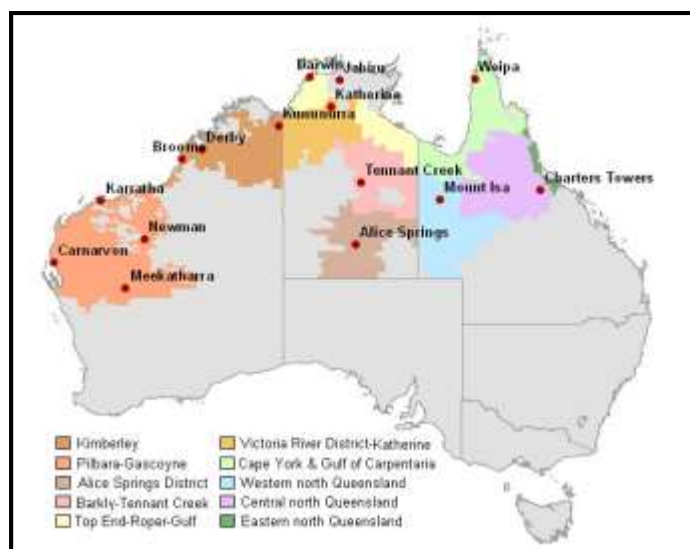 Darwin
Jabiru
Weipa
Katherine
Kununurra
Derby
Broome
Tennant Creek
Charters Towers
Mount Isa
Karratha
Newman
Alice Springs
Carnarvon
Meekatharra
Kimberley
Victoria River District-Katherine
Pilbara-Gascoyne
Cape York & Gulf of Carpentaria
Alice Springs District
Western north Queensland
Barkly-Tennant Creek
Central north Queensland
Top End-Roper-Gulf
Eastern north Queensland